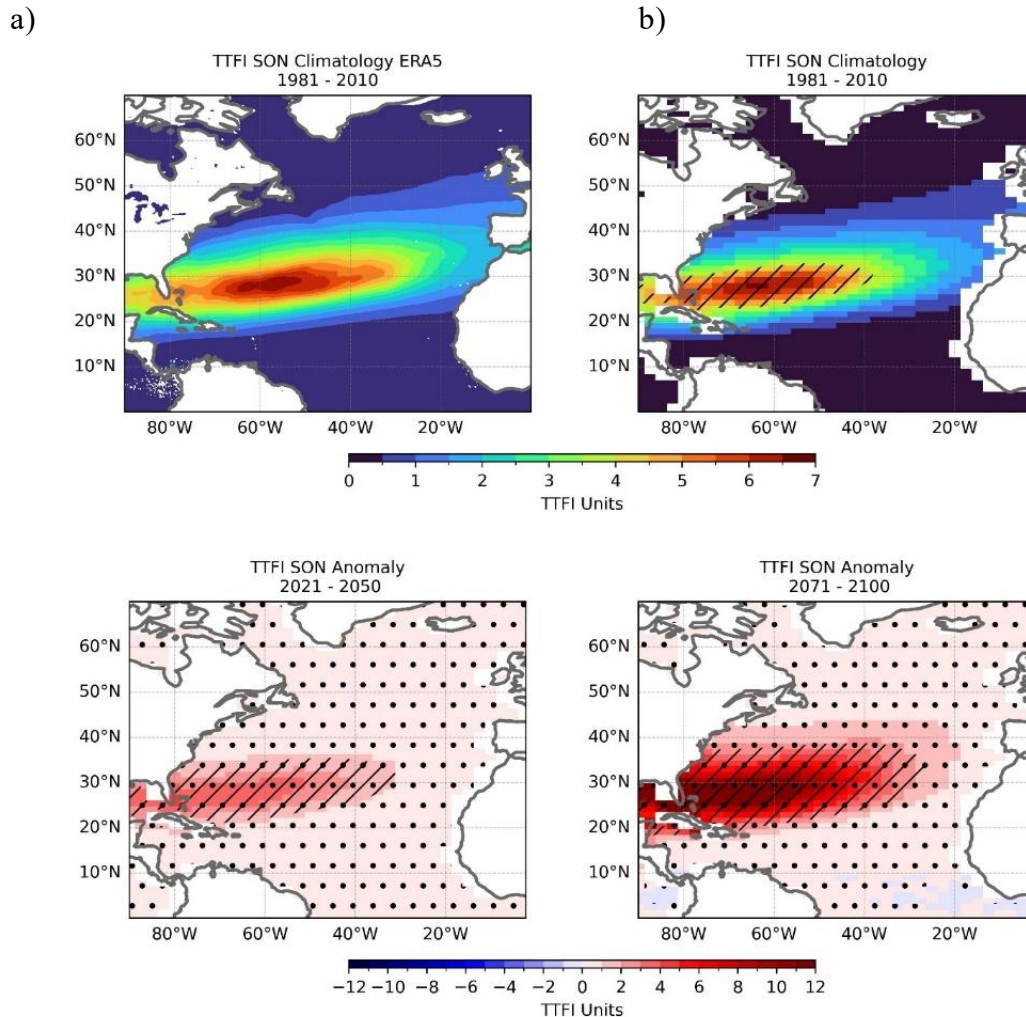 a)
b)
TTFI SON Climatology ERA5
1981 - 2010
60°N
50°N
40°N
30°N
20°N
10°N
80°W 60°W 40°W 20°W
TTFI SON Climatology
1981 - 2010
60°N
50°N
40°N
30°N
20°N
10°N
80°W 60°W 40°W 20°W
0 1 2 3 4 5 6 7
TTFI Units
TTFI SON Anomaly
2021 - 2050
60°N
50°N
40°N
30°N
20°N
10°N
80°W 60°W 40°W 20°W
TTFI SON Anomaly
2071 - 2100
60°N
50°N
40°N
30°N
20°N
10°N
80°W 60°W 40°W 20°W
−12 −10 −8 −6 −4 −2 0 2 4 6 8 10 12
TTFI Units